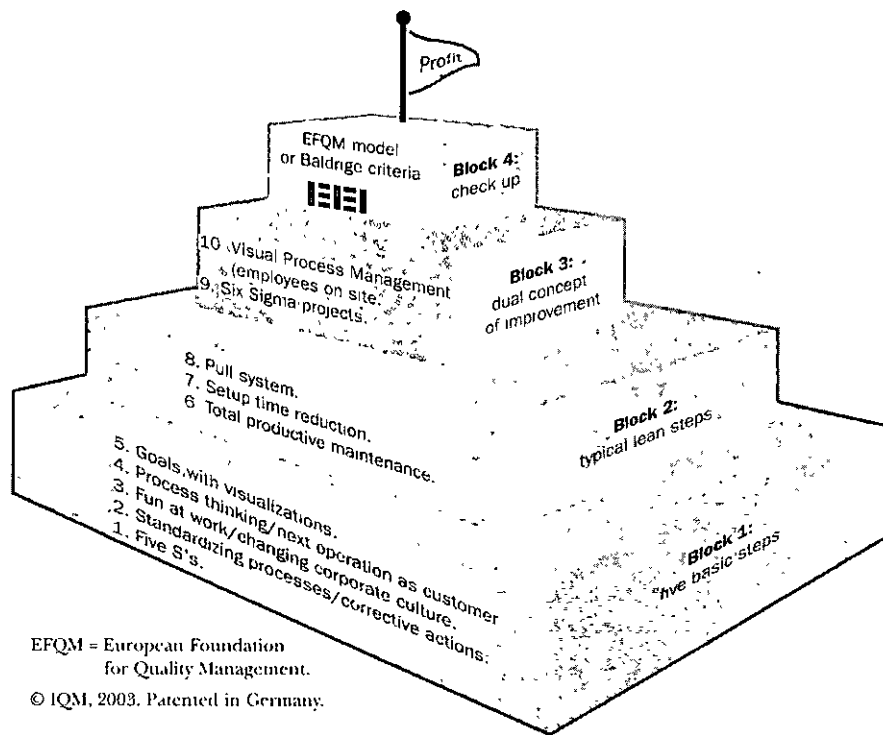 Profit
EFQM model
or Baldrige criteria
Block 4:
check up
10. Visual Process Management
(employees on site.
9. Six Sigma projects.
Block 3:
dual concept
of improvement
8. Pull system.
7. Setup time reduction.
6 Total productive maintenance.
Block 2:
typical lean steps
5. Goals with visualizations.
4. Process thinking/next operation as customer
3. Fun at work/changing corporate culture.
2. Standardizing processes/corrective actions.
1. Five S's.
Block 1:
five basic steps
EFQM = European Foundation
for Quality Management.
© IQM, 2003. Patented in Germany.